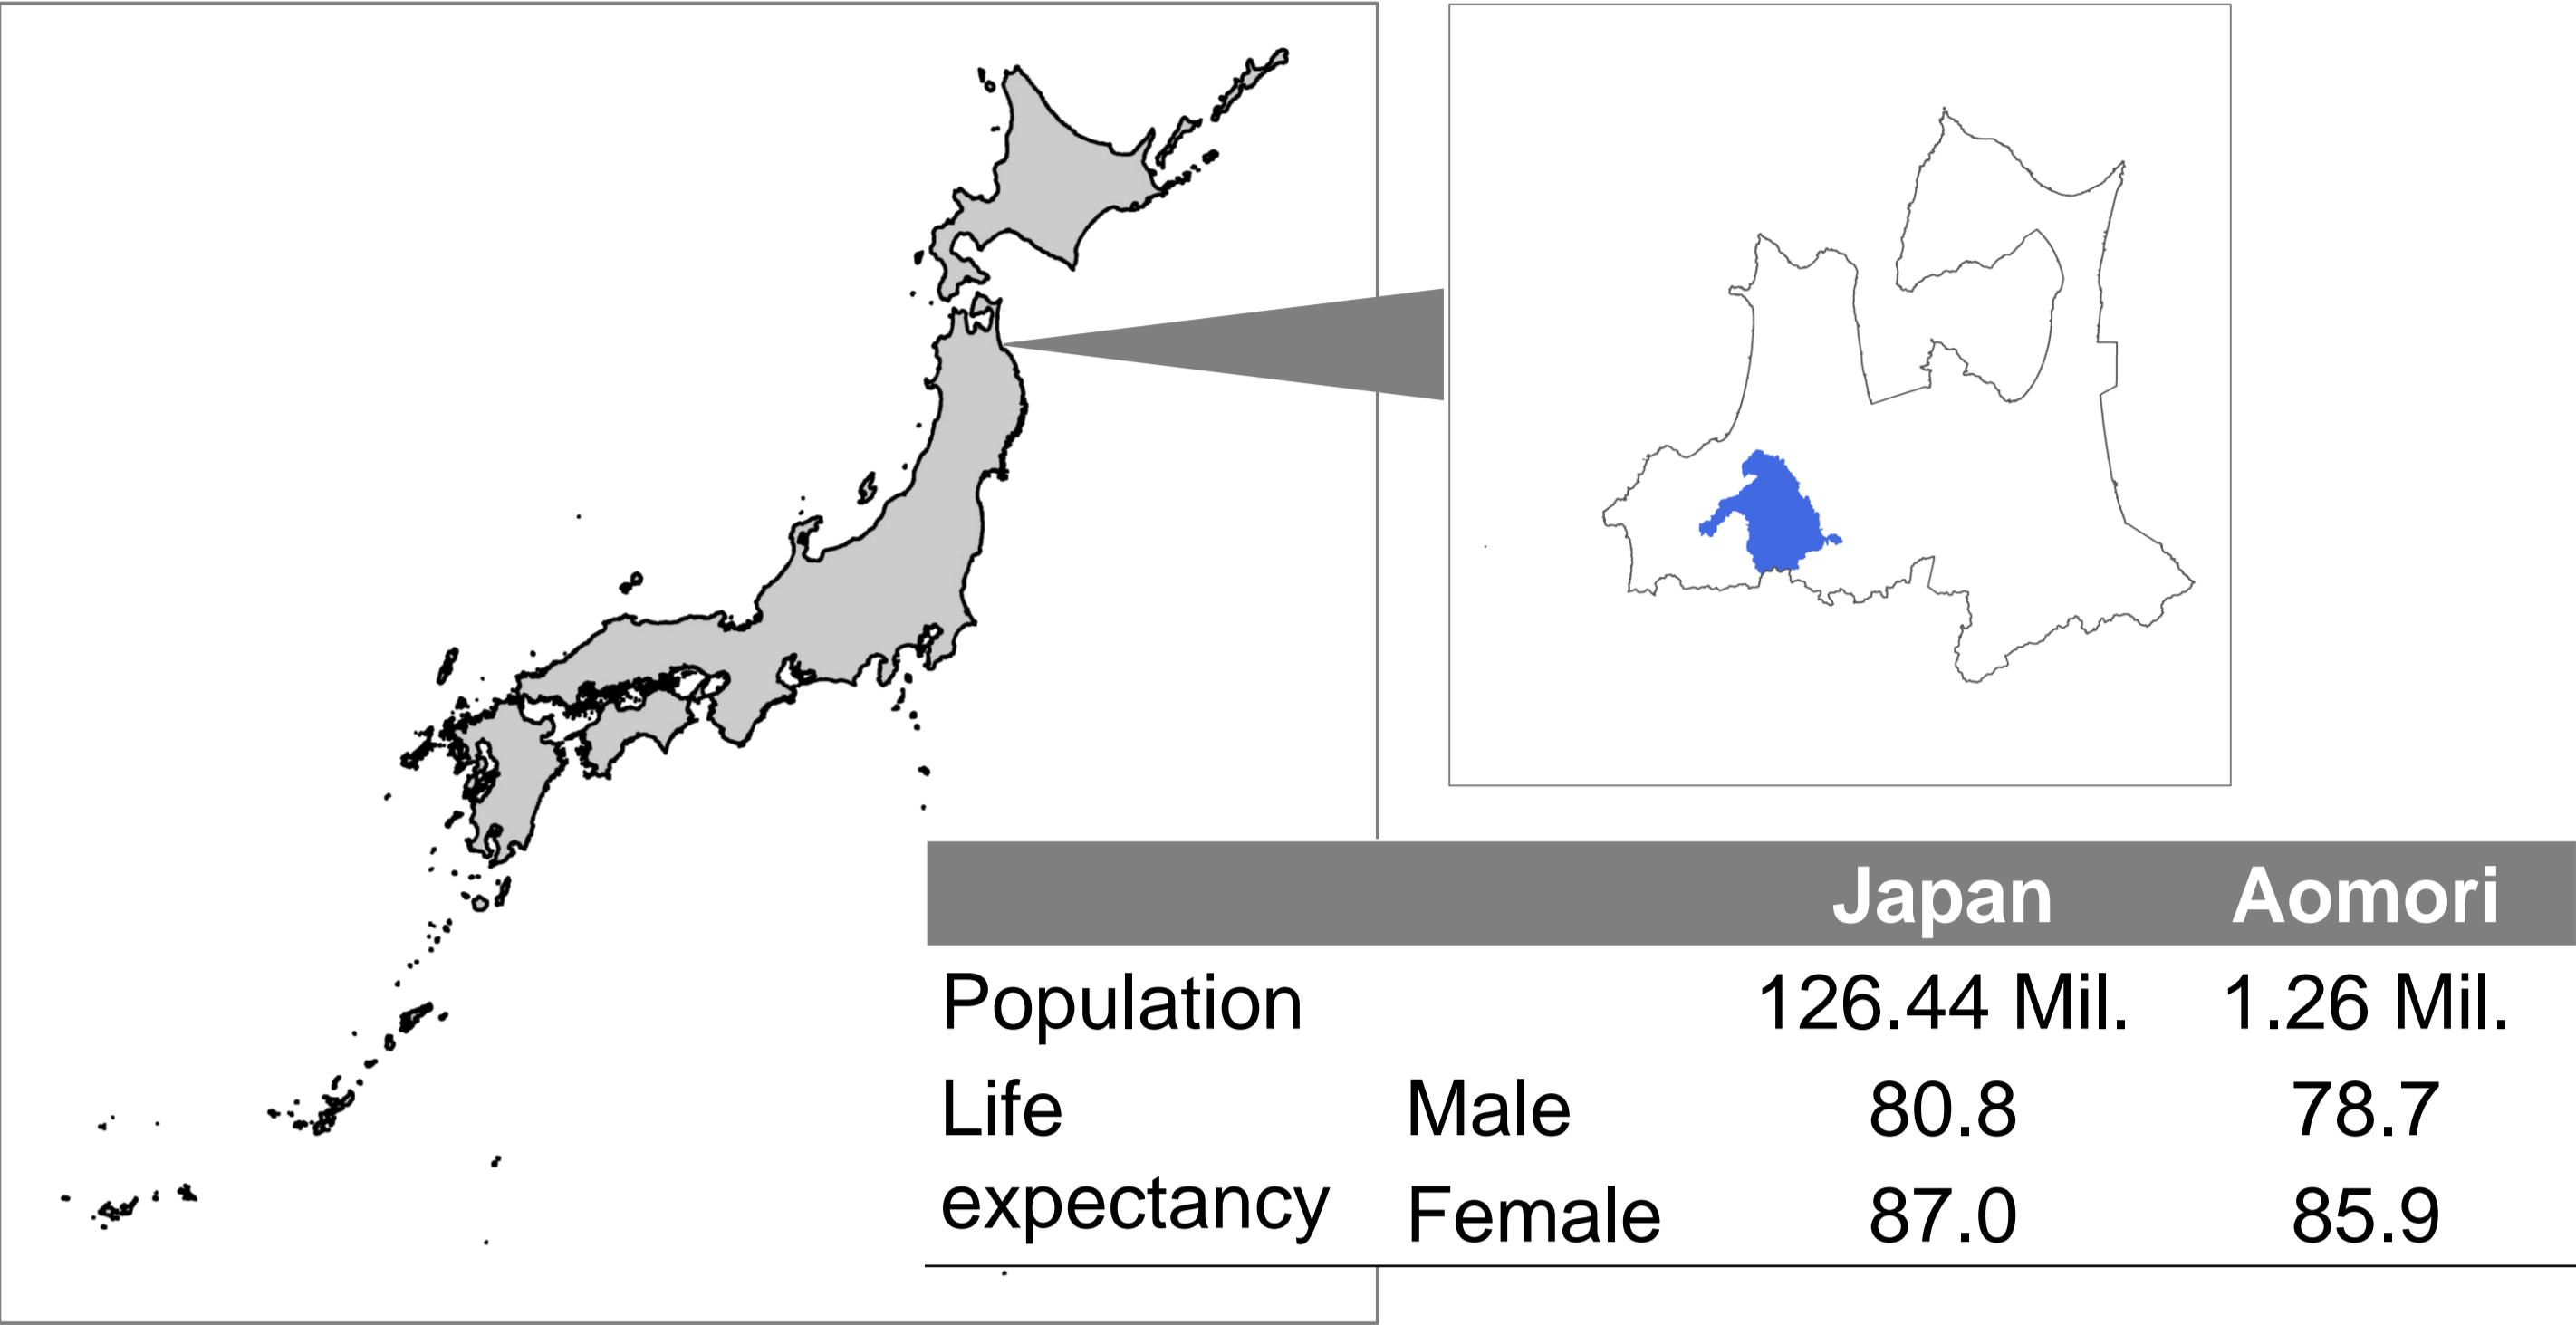 Japan Aomori
Population 126.44 Mil. 1.26 Mil.
Life Male 80.8 78.7
expectancy Female 87.0 85.9